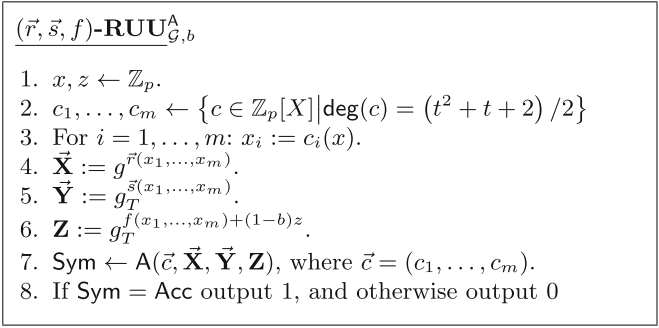 (r⃗, s⃗, f)-RUU^A_{𝒢,b}
1. x, z ← ℤ_p.
2. c_1, . . . , c_m ← {c ∈ ℤ_p[X]|deg(c) = (t^2 + t + 2) /2}
3. For i = 1, . . . , m: x_i := c_i(x).
4. X⃗ := g^{r⃗(x_1,...,x_m)}.
5. Y⃗ := g_T^{s⃗(x_1,...,x_m)}.
6. Z := g_T^{f(x_1,...,x_m)+(1−b)z}.
7. Sym ← A(c⃗, X⃗, Y⃗, Z), where c⃗ = (c_1, . . . , c_m).
8. If Sym = Acc output 1, and otherwise output 0